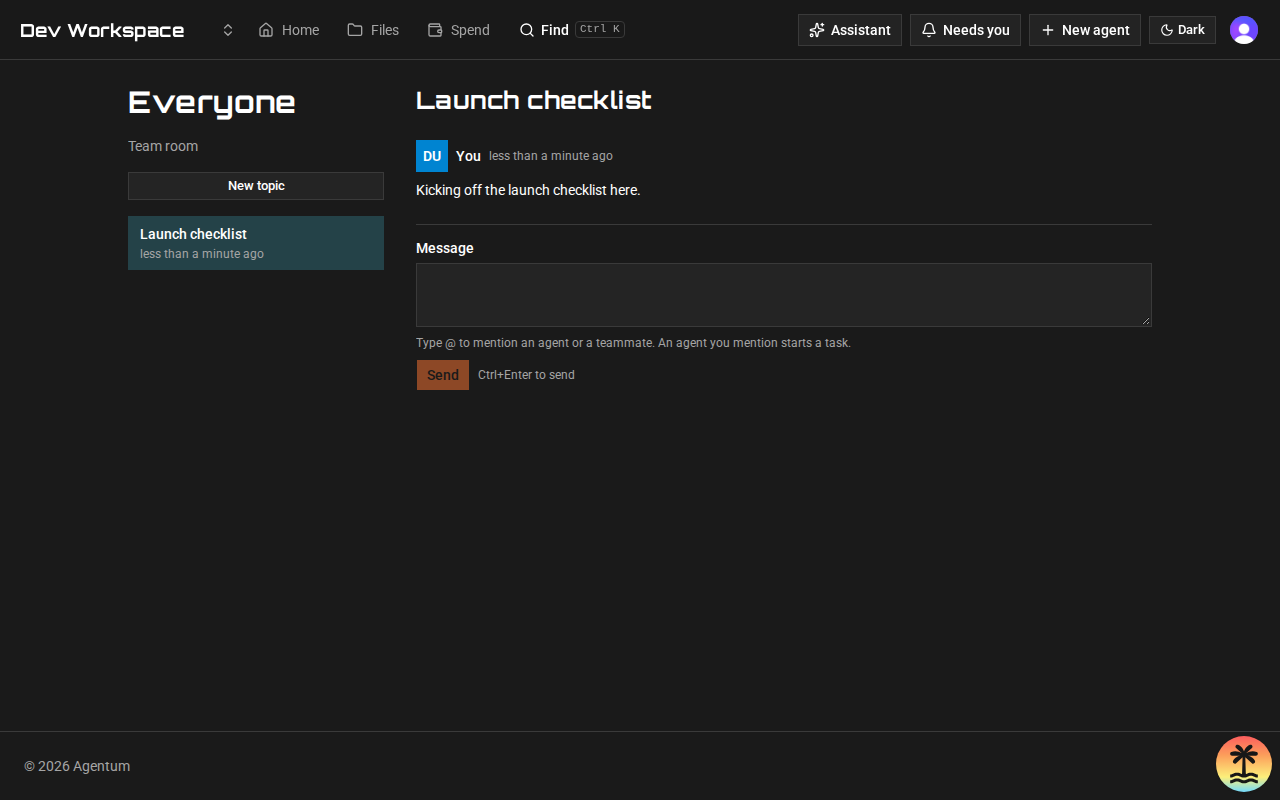 Dev Workspace
Home
Files
Spend
Find Ctrl K
Assistant
Needs you
New agent
Dark
Everyone
Team room
New topic
Launch checklist
less than a minute ago
Launch checklist
DU You less than a minute ago
Kicking off the launch checklist here.
Message
Type @ to mention an agent or a teammate. An agent you mention starts a task.
Send Ctrl+Enter to send
© 2026 Agentum